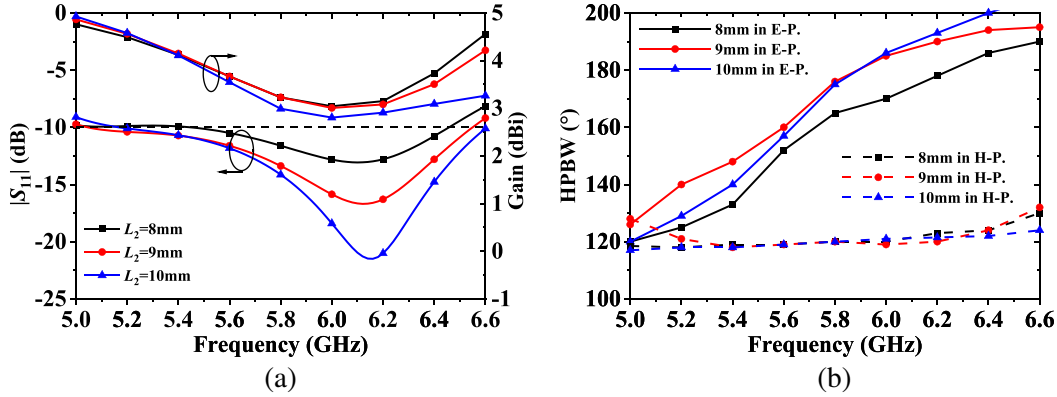 0
-5
-10
-15
-20
-25
|S₁₁| (dB)
5
4
3
2
1
0
-1
Gain (dBi)
L₂=8mm
L₂=9mm
L₂=10mm
5.0 5.2 5.4 5.6 5.8 6.0 6.2 6.4 6.6
Frequency (GHz)
(a)
200
180
160
140
120
100
HPBW (°)
8mm in E-P.
9mm in E-P.
10mm in E-P.
8mm in H-P.
9mm in H-P.
10mm in H-P.
5.0 5.2 5.4 5.6 5.8 6.0 6.2 6.4 6.6
Frequency (GHz)
(b)